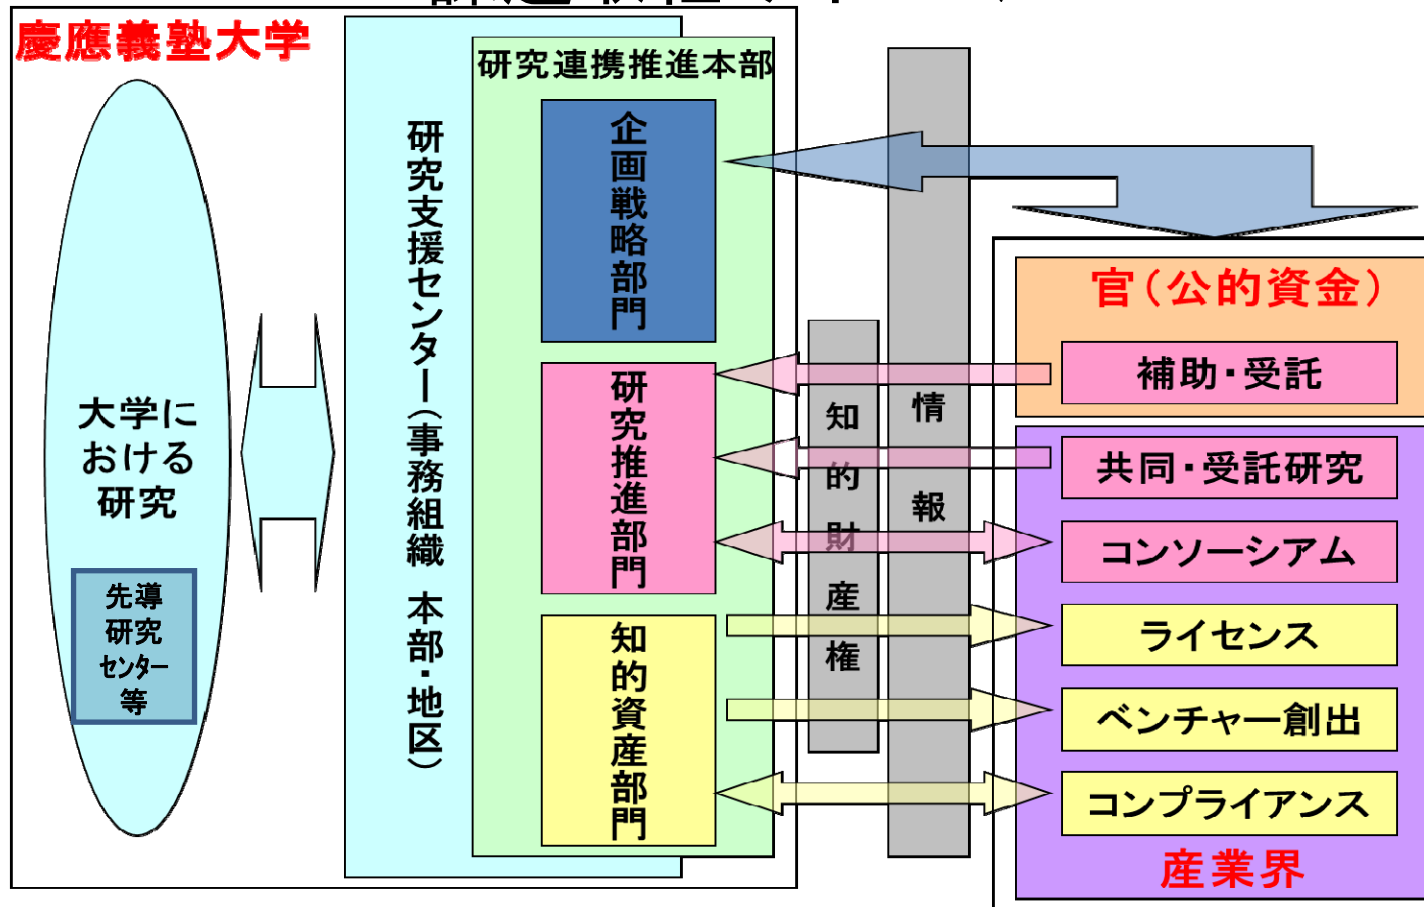 慶應義塾大学
研究連携推進本部
企画戦略部門
研究推進部門
知的資産部門
研究支援センター（事務組織 本部・地区）
大学に
おける
研究
先導
研究
センター
等
知的財産権
情報
官（公的資金）
補助・受託
共同・受託研究
コンソーシアム
ライセンス
ベンチャー創出
コンプライアンス
産業界